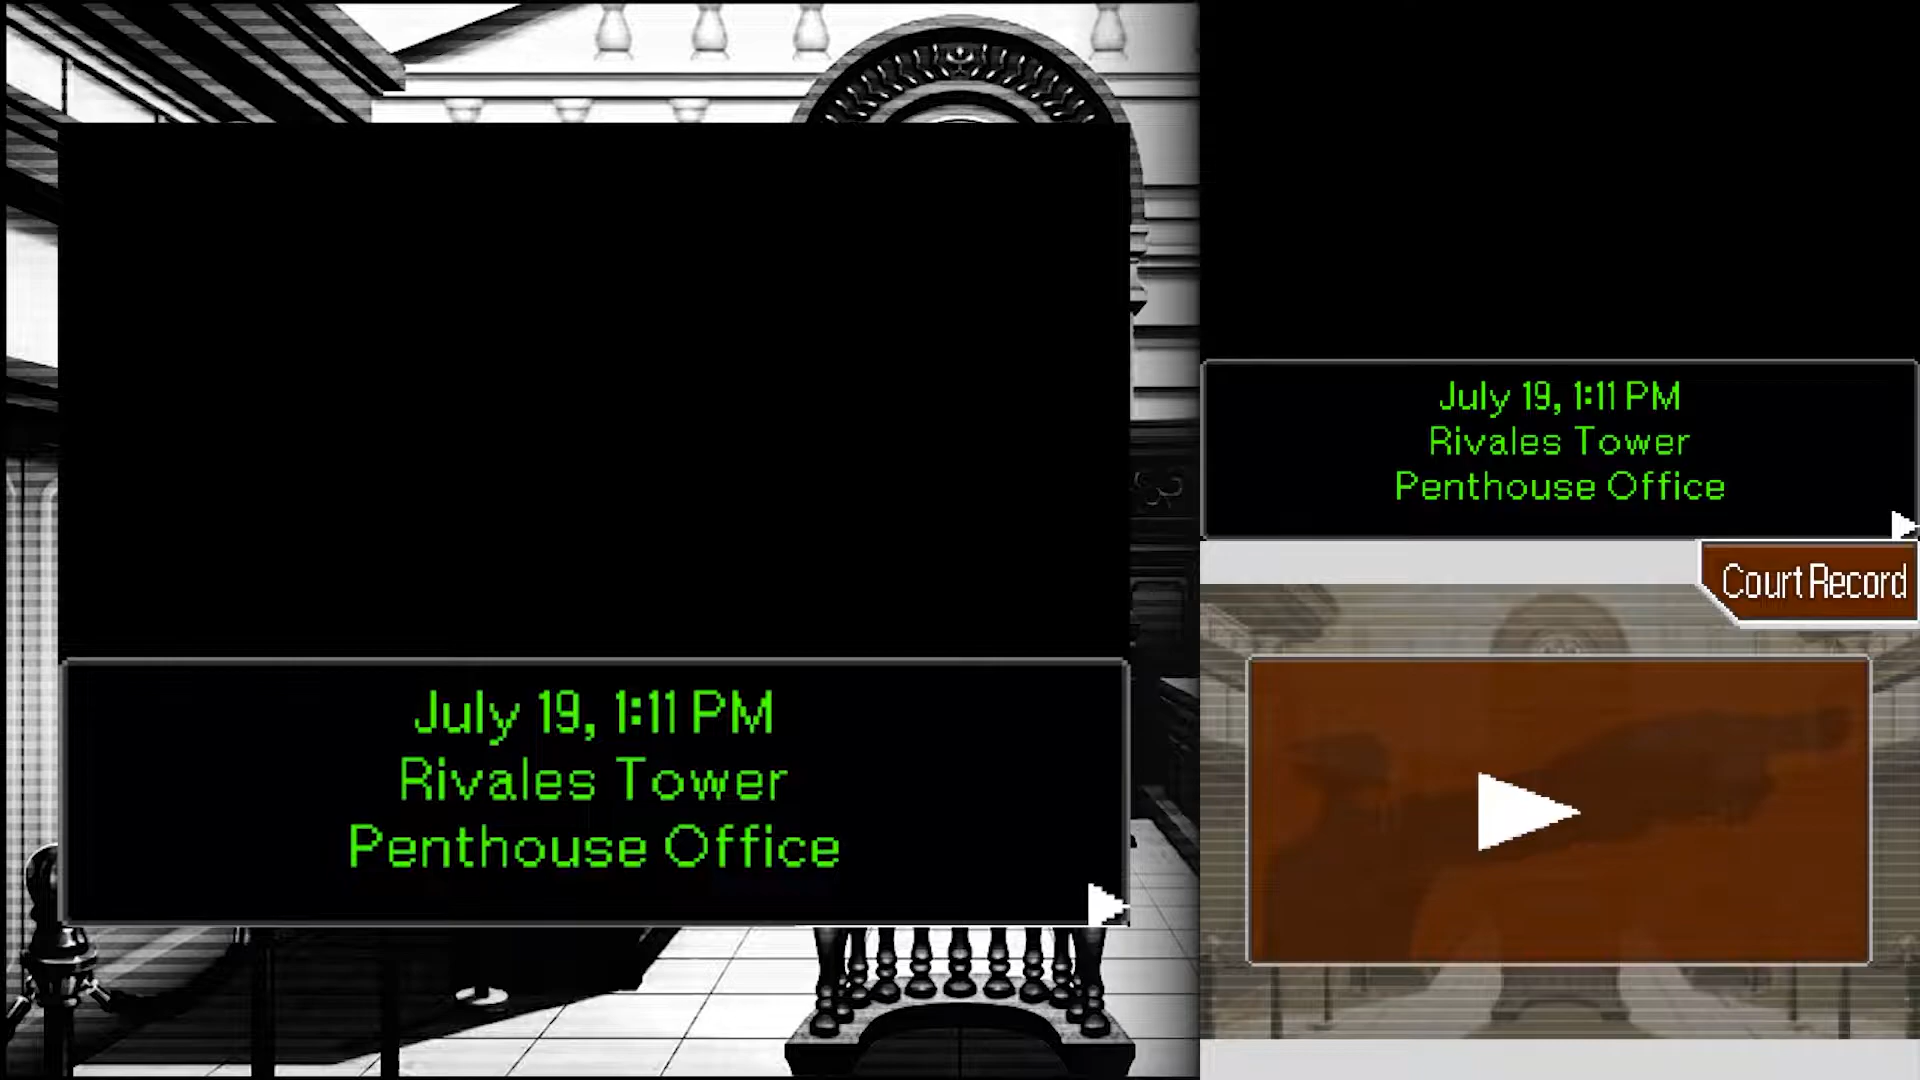 July 19, 1:11 PM
Rivales Tower
Penthouse Office
July 19, 1:11 PM
Rivales Tower
Penthouse Office
Court Record